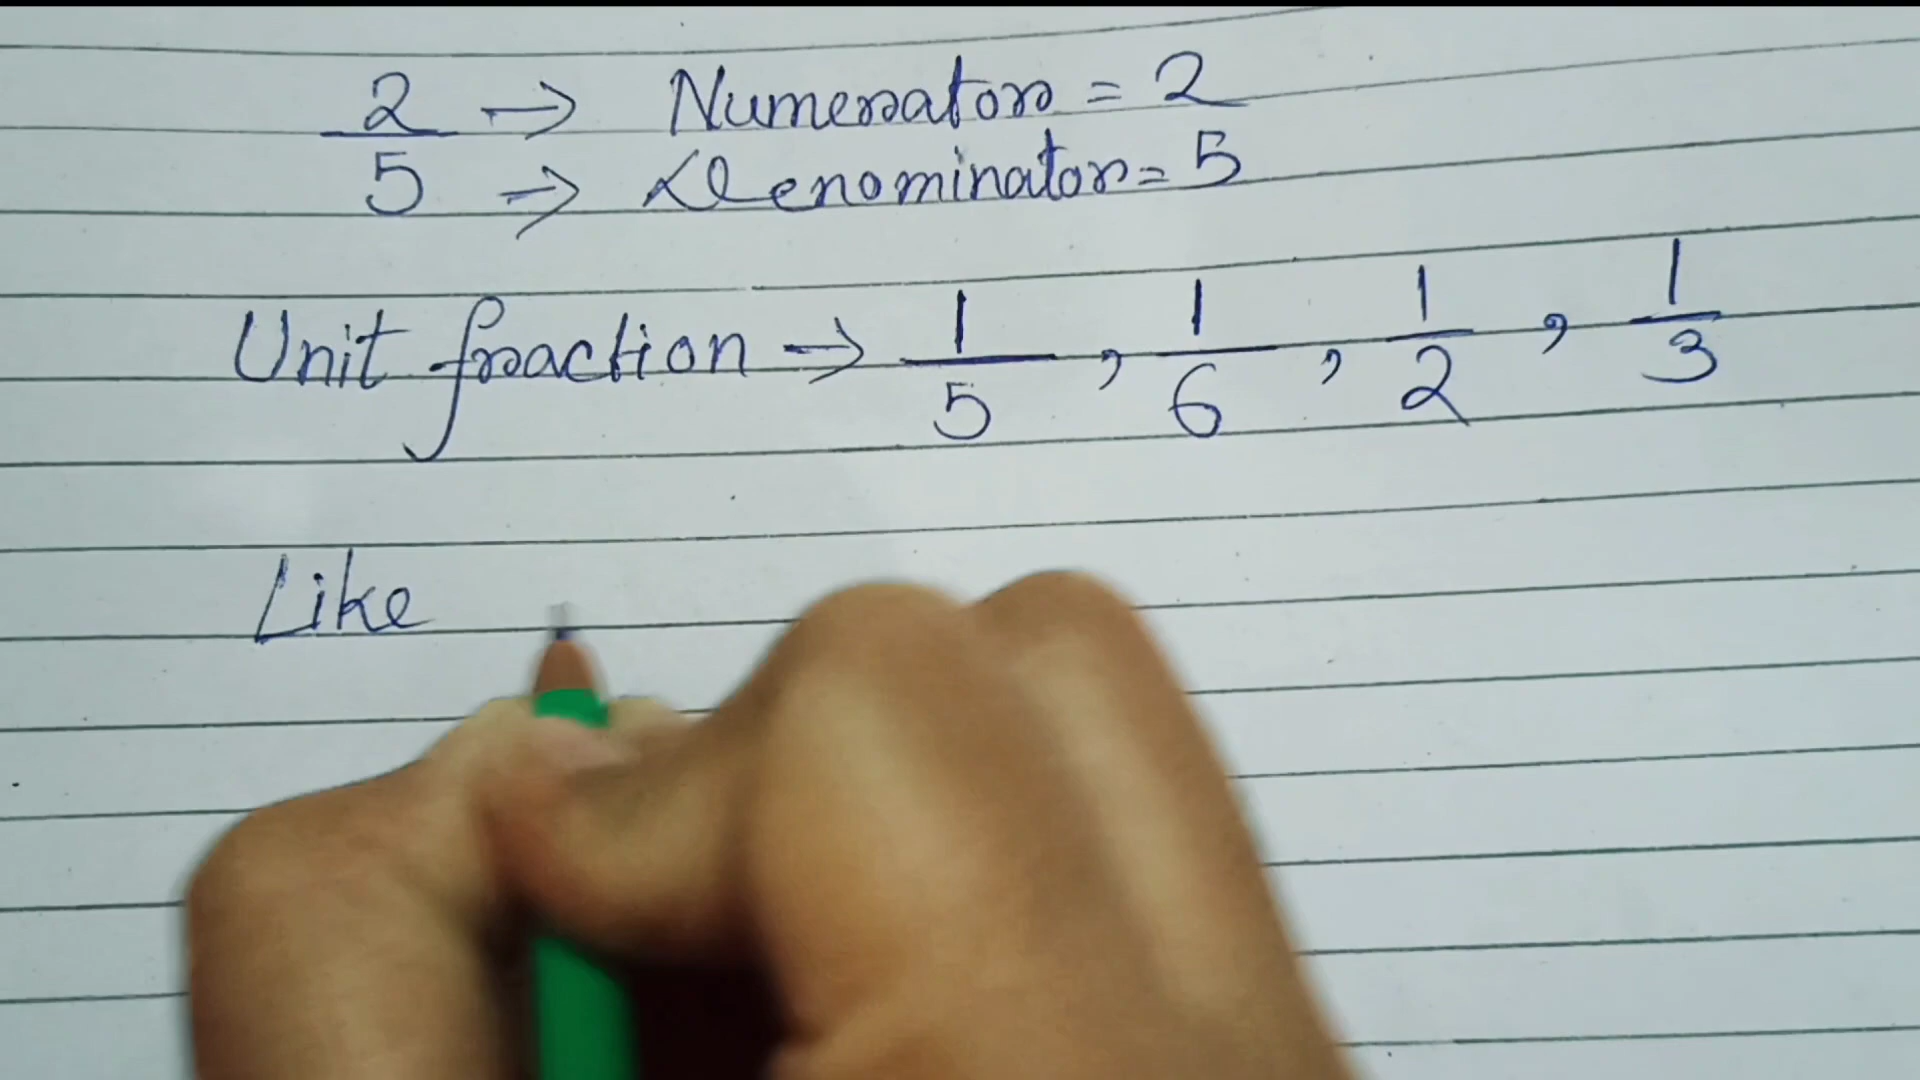 2/5 → Numerator = 2
→ Denominator = 5
Unit fraction → 1/5, 1/6, 1/2, 1/3
Like